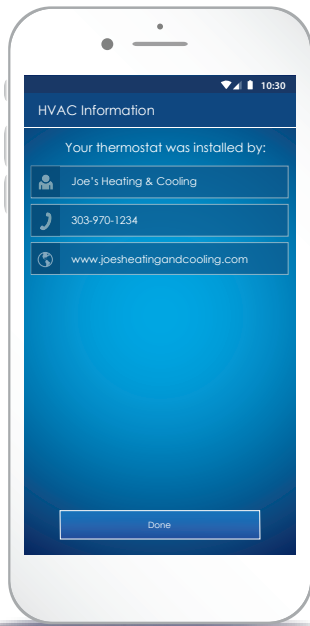 10:30
HVAC Information
Your thermostat was installed by:
Joe's Heating & Cooling
303-970-1234
www.joesheatingandcooling.com
Done